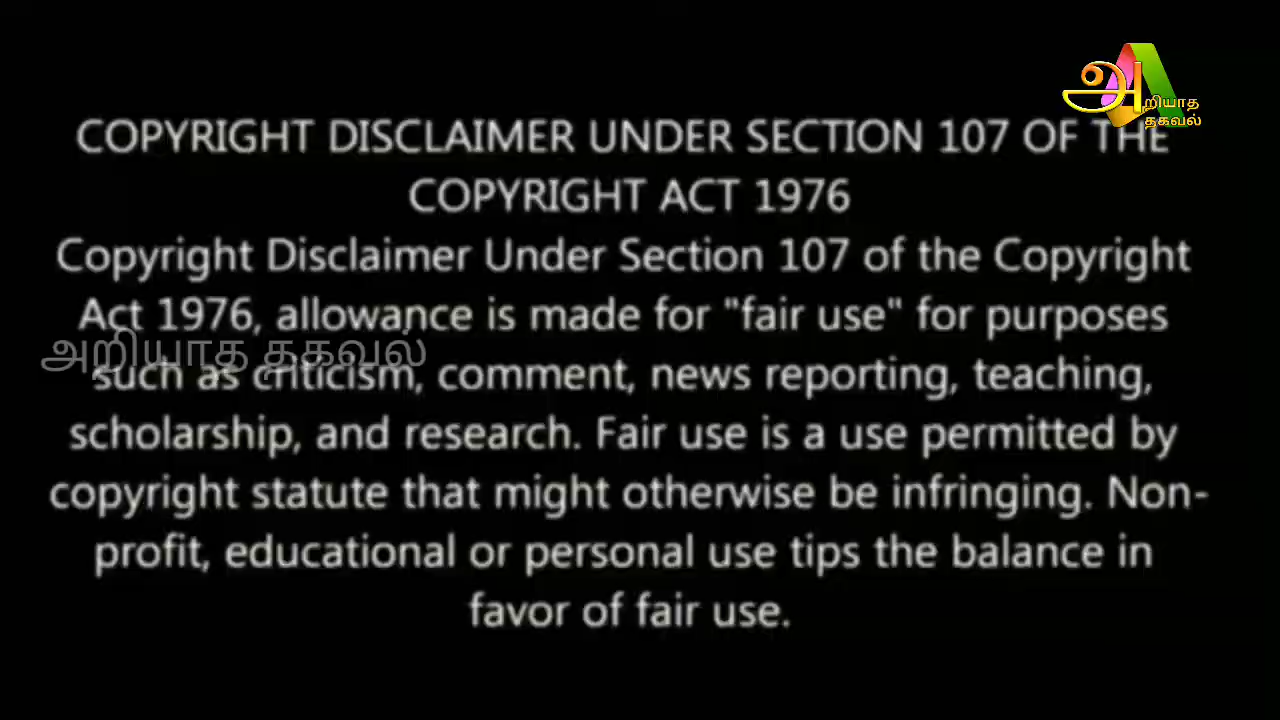 அறியாத
தகவல்
COPYRIGHT DISCLAIMER UNDER SECTION 107 OF THE
COPYRIGHT ACT 1976
Copyright Disclaimer Under Section 107 of the Copyright
Act 1976, allowance is made for "fair use" for purposes
அறியாத தகவல்
such as criticism, comment, news reporting, teaching,
scholarship, and research. Fair use is a use permitted by
copyright statute that might otherwise be infringing. Non-
profit, educational or personal use tips the balance in
favor of fair use.